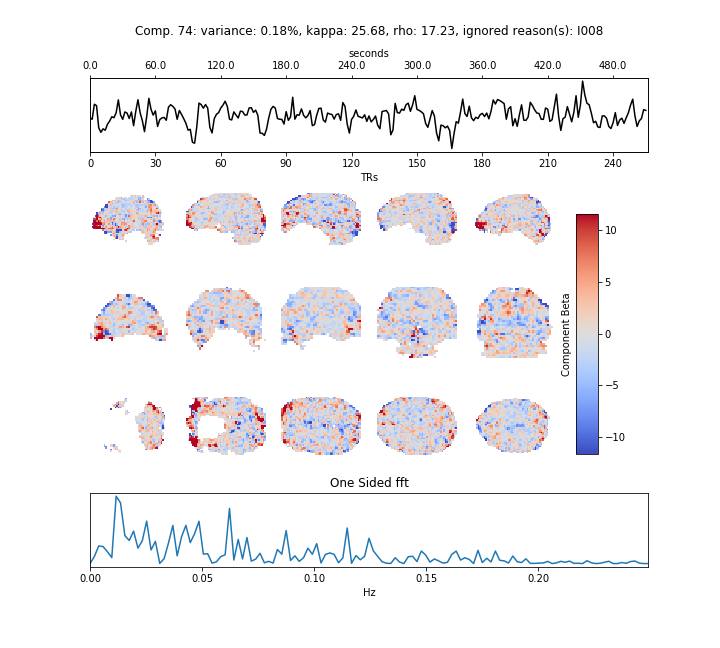 Comp. 74: variance: 0.18%, kappa: 25.68, rho: 17.23, ignored reason(s): I008
seconds
0.0 60.0 120.0 180.0 240.0 300.0 360.0 420.0 480.0
0 30 60 90 120 150 180 210 240
TRs
10
5
0
−5
−10
Component Beta
One Sided fft
0.00 0.05 0.10 0.15 0.20
Hz